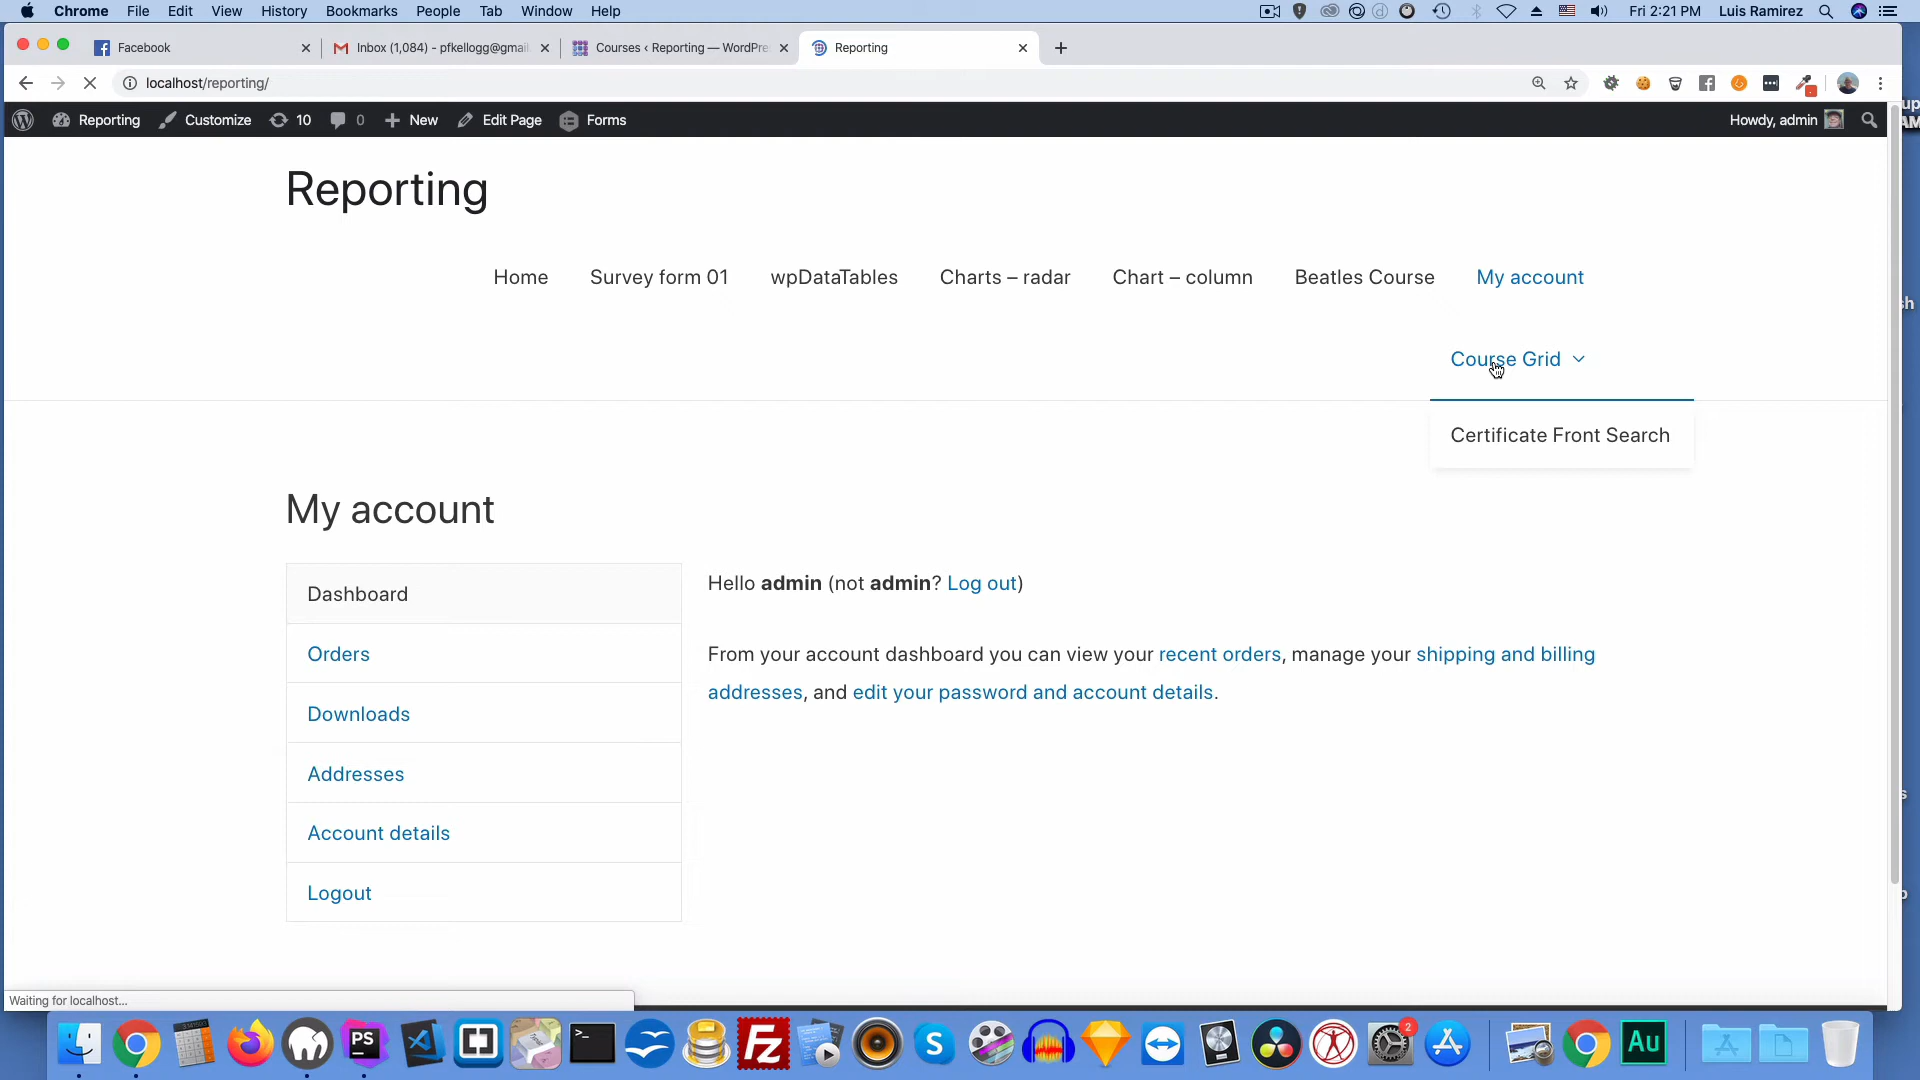 Chrome File Edit View History Bookmarks People Tab Window Help Fri 2:21 PM Luis Ramirez
Facebook Inbox (1,084) - pfkellogg@gmail. Courses ‹ Reporting — WordPre Reporting
localhost/reporting/
Reporting Customize 10 0 New Edit Page Forms Howdy, admin
Reporting
Home Survey form 01 wpDataTables Charts – radar Chart – column Beatles Course My account
Course Grid
Certificate Front Search
My account
Dashboard
Orders
Downloads
Addresses
Account details
Logout
Hello admin (not admin? Log out)
From your account dashboard you can view your recent orders, manage your shipping and billing
addresses, and edit your password and account details.
Waiting for localhost...
PS
Fz
S
2
Au